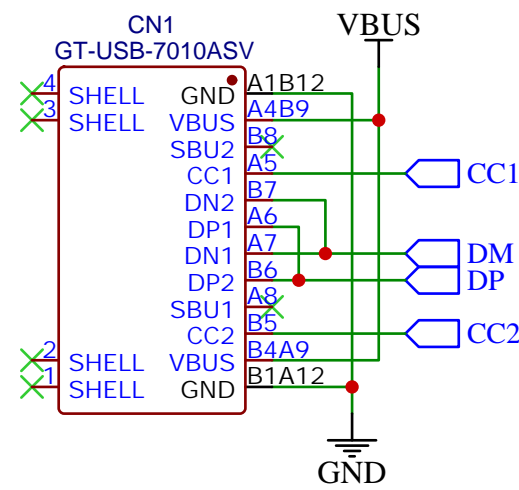 CN1
GT-USB-7010ASV
VBUS
4 SHELL GND A1B12
3 SHELL VBUS A4B9
SBU2 B8
CC1 A5 CC1
DN2 B7
DP1 A6
DN1 A7 DM
DP2 B6 DP
SBU1 A8
CC2 B5 CC2
2 SHELL VBUS B4A9
1 SHELL GND B1A12
GND